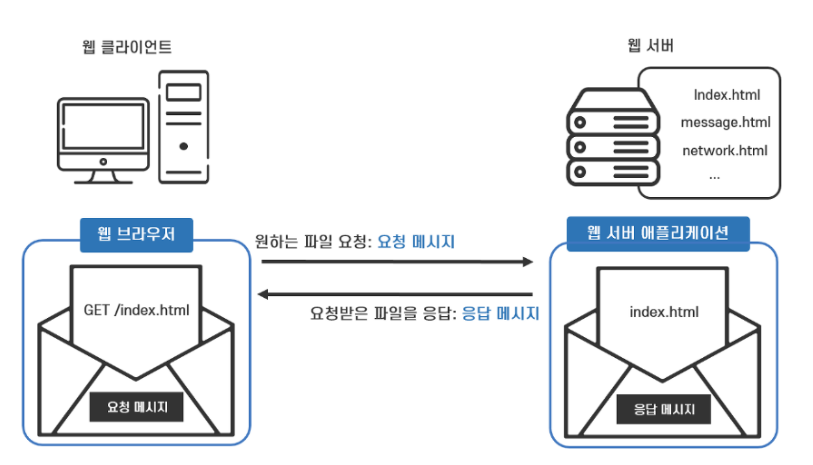 웹 클라이언트
웹 서버
Index.html
message.html
network.html
...
웹 브라우저
웹 서버 애플리케이션
원하는 파일 요청: 요청 메시지
요청받은 파일을 응답: 응답 메시지
GET /index.html
요청 메시지
index.html
응답 메시지